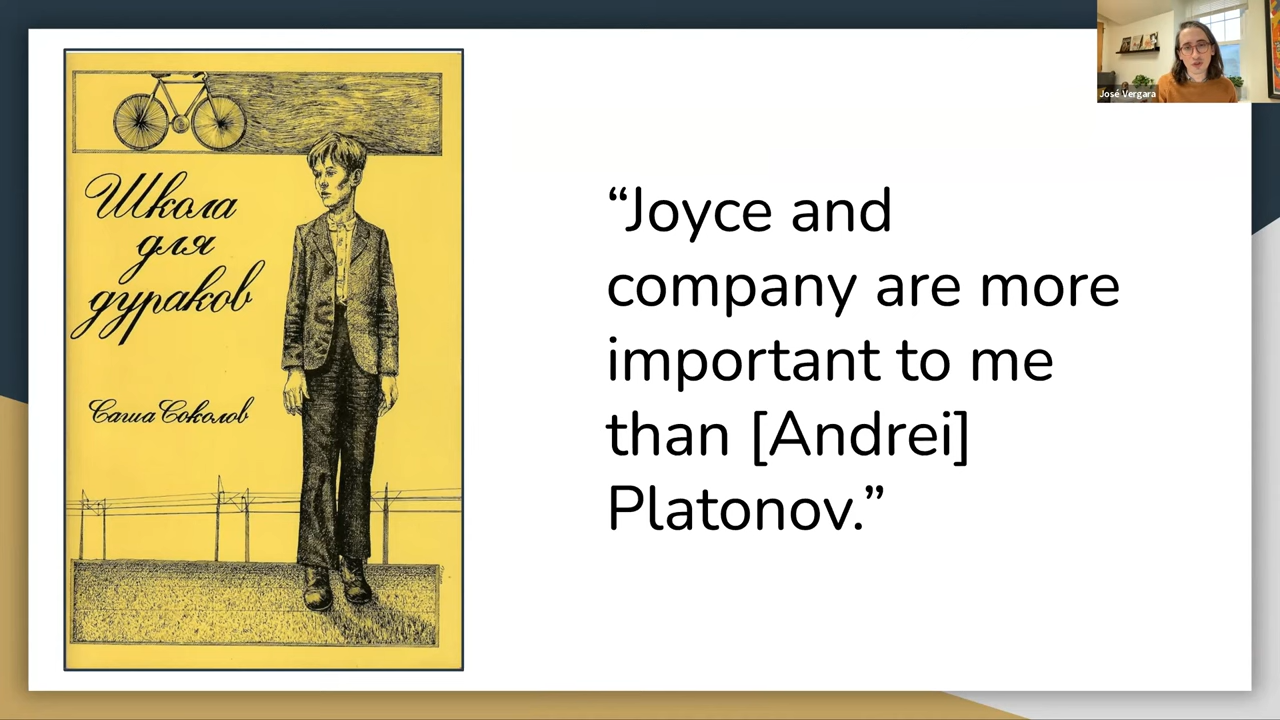 Школа
для
дураков
Саша Соколов
“Joyce and
company are more
important to me
than [Andrei]
Platonov.”
José Vergara